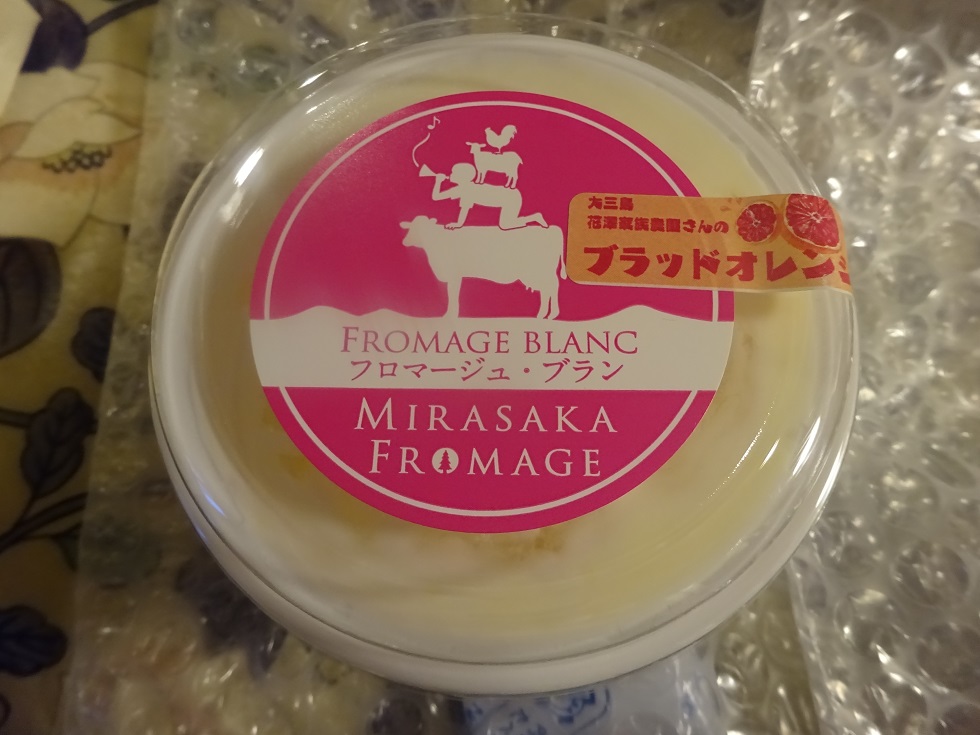 大三島
花澤家族農園さんの
ブラッドオレンジ
FROMAGE BLANC
フロマージュ・ブラン
MIRASAKA
FROMAGE